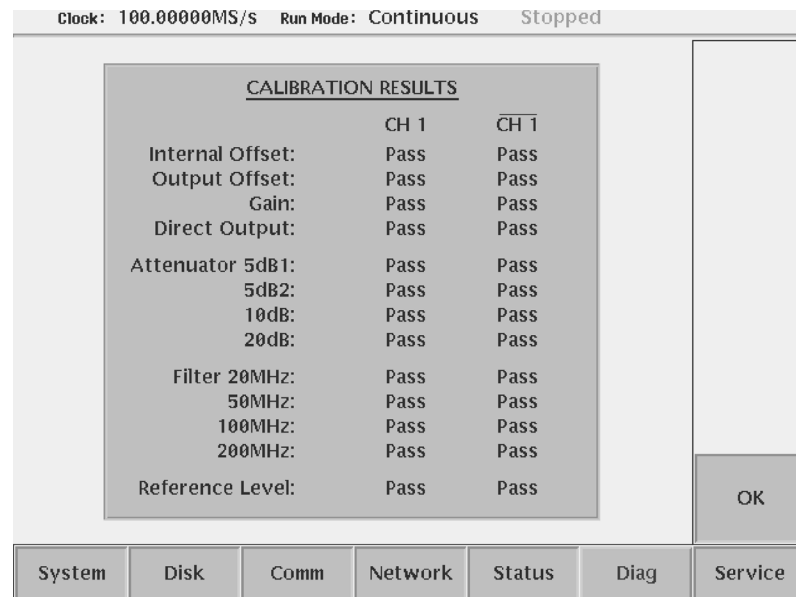 Clock: 100.00000MS/s Run Mode: Continuous Stopped
CALIBRATION RESULTS
CH 1 C̅H̅ ̅1̅
Internal Offset: Pass Pass
Output Offset: Pass Pass
Gain: Pass Pass
Direct Output: Pass Pass
Attenuator 5dB1: Pass Pass
5dB2: Pass Pass
10dB: Pass Pass
20dB: Pass Pass
Filter 20MHz: Pass Pass
50MHz: Pass Pass
100MHz: Pass Pass
200MHz: Pass Pass
Reference Level: Pass Pass
OK
System Disk Comm Network Status Diag Service